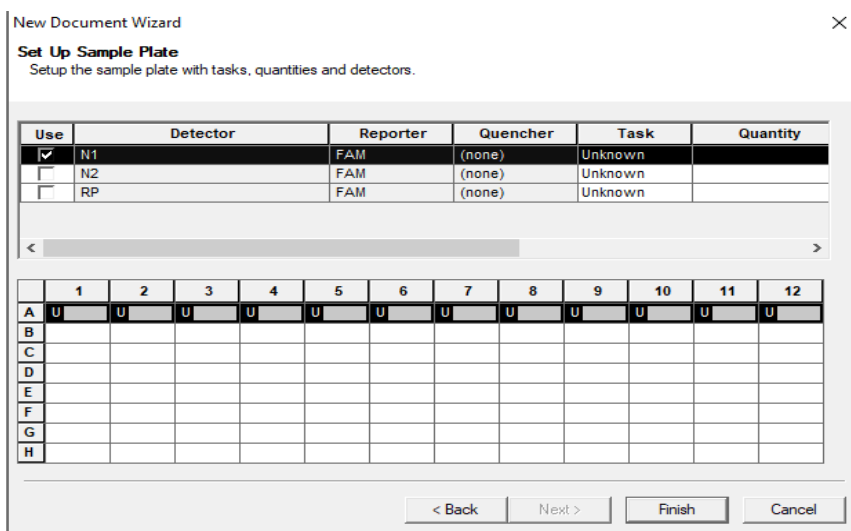 New Document Wizard
Set Up Sample Plate
Setup the sample plate with tasks, quantities and detectors.
Use Detector Reporter Quencher Task Quantity
N1 FAM (none) Unknown
N2 FAM (none) Unknown
RP FAM (none) Unknown
1 2 3 4 5 6 7 8 9 10 11 12
A U U U U U U U U U U U U
B
C
D
E
F
G
H
< Back Next > Finish Cancel